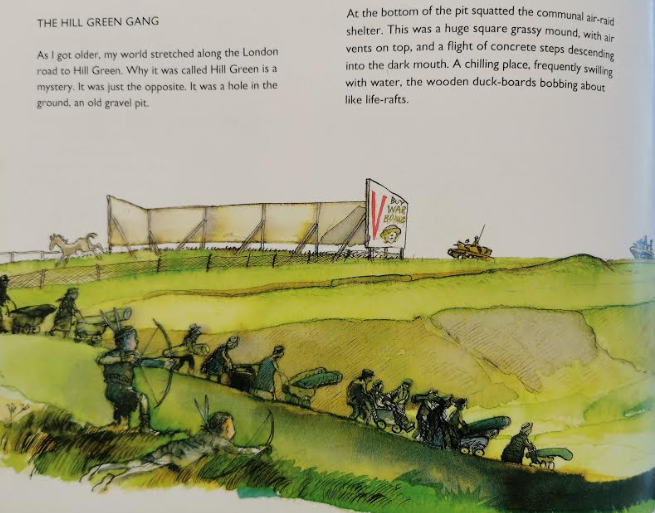 THE HILL GREEN GANG
As I got older, my world stretched along the London
road to Hill Green. Why it was called Hill Green is a
mystery. It was just the opposite. It was a hole in the
ground, an old gravel pit.
At the bottom of the pit squatted the communal air-raid
shelter. This was a huge square grassy mound, with air
vents on top, and a flight of concrete steps descending
into the dark mouth. A chilling place, frequently swilling
with water, the wooden duck-boards bobbing about
like life-rafts.
V
BUY
WAR
BONDS